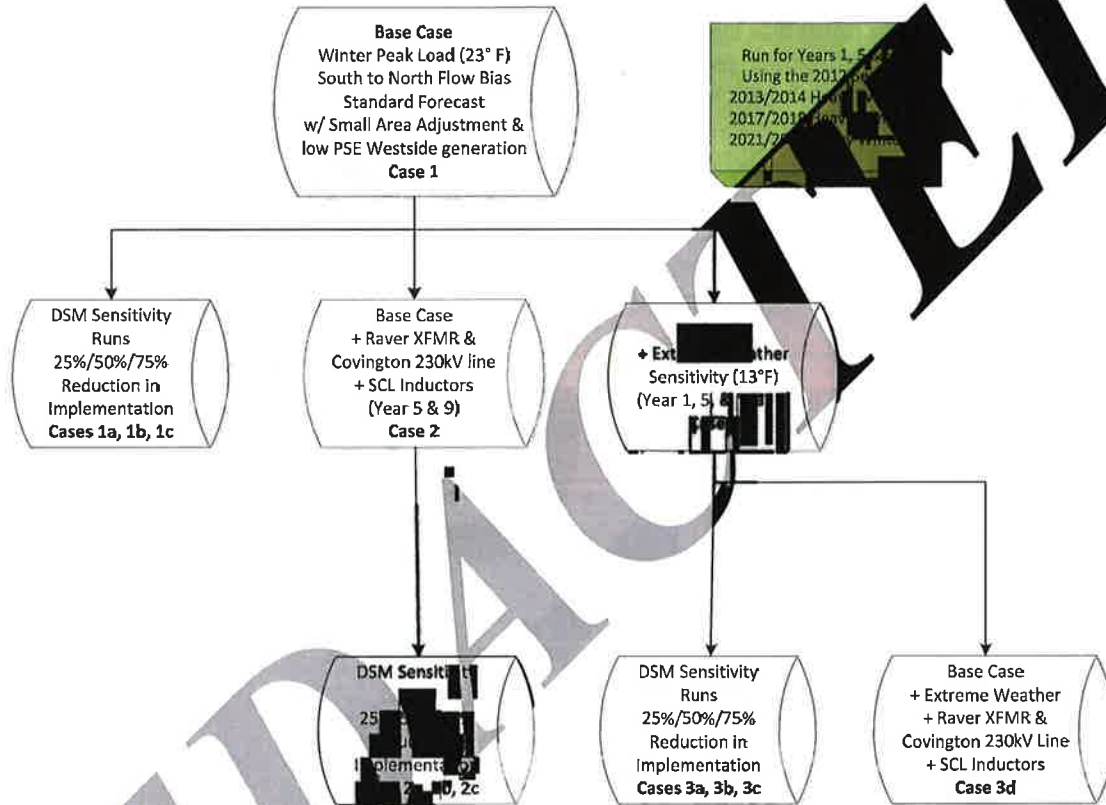 Base Case
Winter Peak Load (23° F)
South to North Flow Bias
Standard Forecast
w/ Small Area Adjustment &
low PSE Westside generation
Case 1
Run for Years 1, 5
Using the 2012
2013/2014
2017/
2021/
DSM Sensitivity
Runs
25%/50%/75%
Reduction in
Implementation
Cases 1a, 1b, 1c
Base Case
+ Raver XFMR &
Covington 230kV line
+ SCL Inductors
(Year 5 & 9)
Case 2
+
Sensitivity (13°F)
(Year 1, 5, &
DSM
2c
DSM Sensitivity
Runs
25%/50%/75%
Reduction in
Implementation
Cases 3a, 3b, 3c
Base Case
+ Extreme Weather
+ Raver XFMR &
Covington 230kV Line
+ SCL Inductors
Case 3d